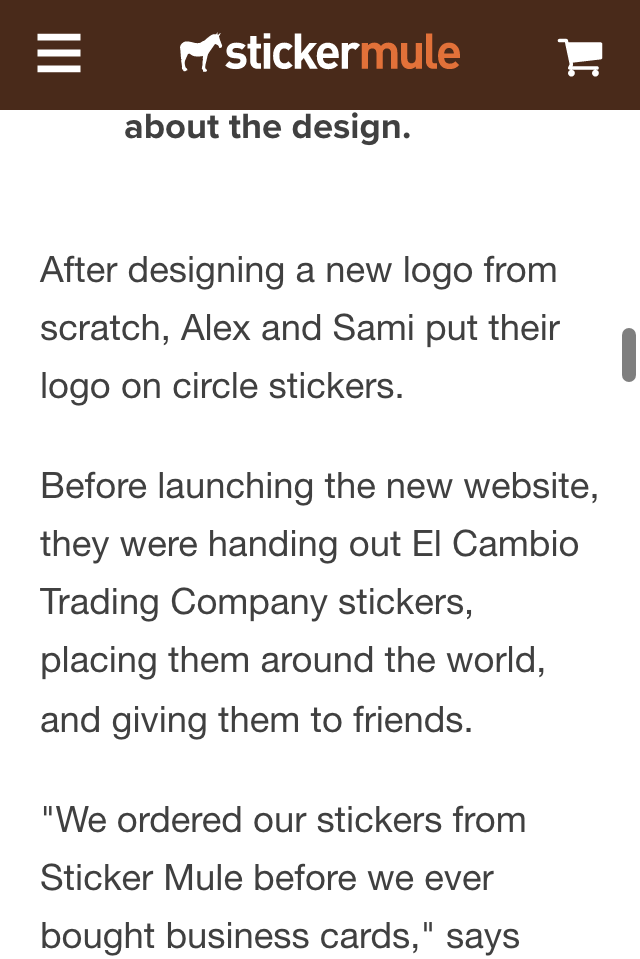 stickermule
about the design.
After designing a new logo from
scratch, Alex and Sami put their
logo on circle stickers.
Before launching the new website,
they were handing out El Cambio
Trading Company stickers,
placing them around the world,
and giving them to friends.
"We ordered our stickers from
Sticker Mule before we ever
bought business cards," says